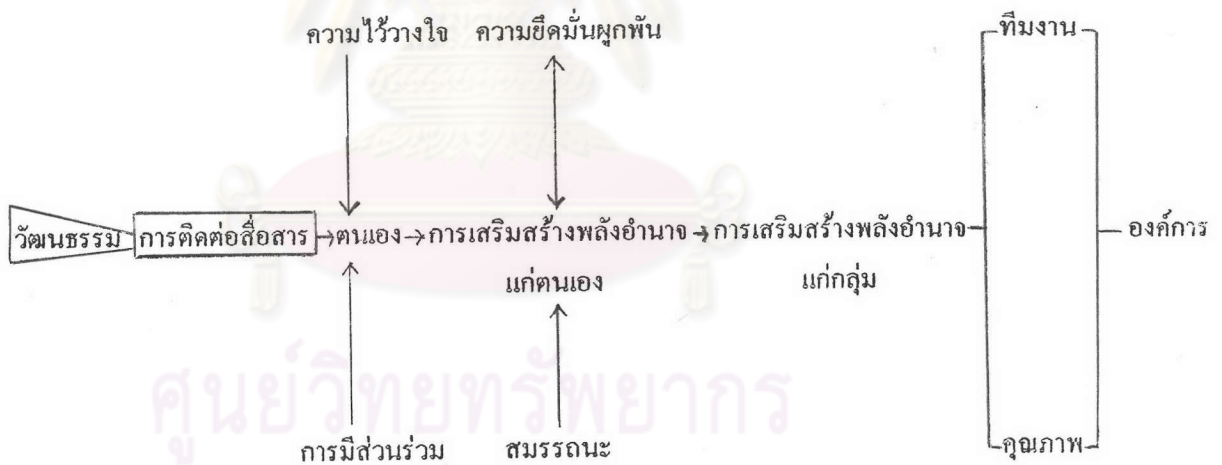 ความไว้วางใจ ความยึดมั่นผูกพัน
ทีมงาน
วัฒนธรรม การติดต่อสื่อสาร ตนเอง การเสริมสร้างพลังอำนาจ การเสริมสร้างพลังอำนาจ องค์การ
แก่ตนเอง แก่กลุ่ม
ศูนย์วิทยทรัพยากร
การมีส่วนร่วม สมรรถนะ
คุณภาพ